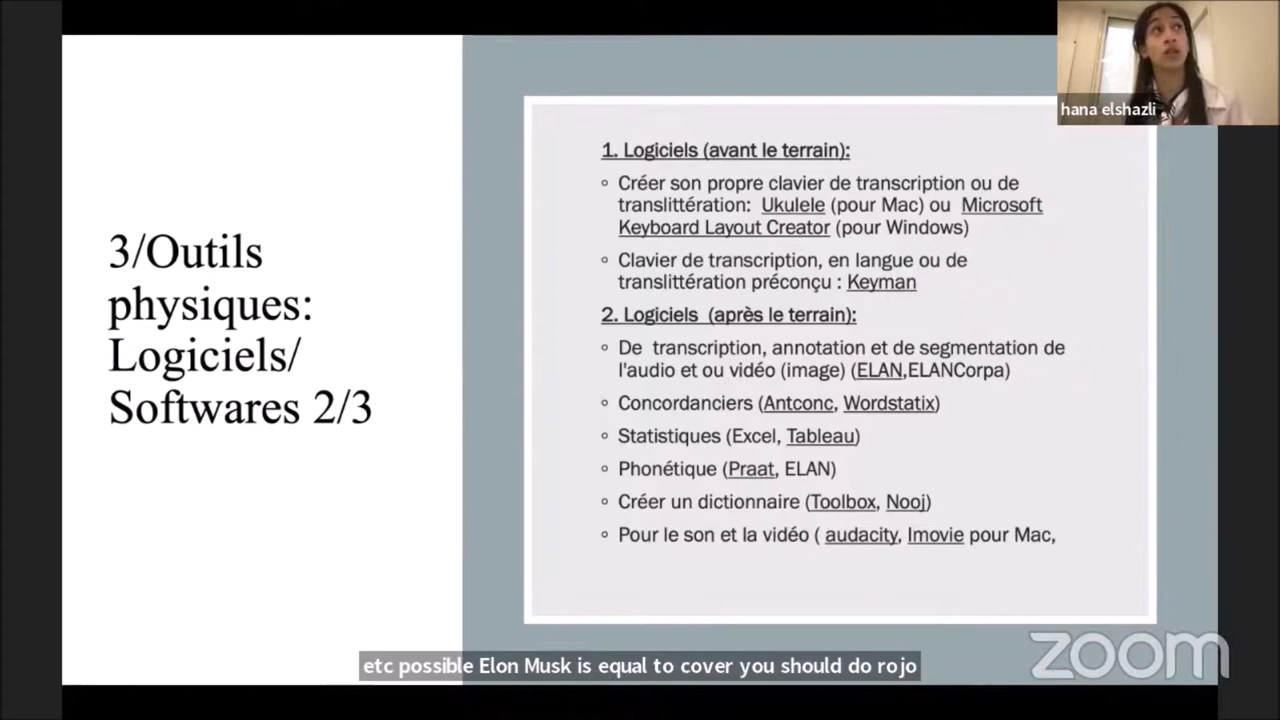 hana elshazli
3/Outils
physiques:
Logiciels/
Softwares 2/3
1. Logiciels (avant le terrain):
◦ Créer son propre clavier de transcription ou de
translittération:  Ukulele (pour Mac) ou  Microsoft
Keyboard Layout Creator (pour Windows)
◦ Clavier de transcription, en langue ou de
translittération préconçu : Keyman
2. Logiciels  (après le terrain):
◦ De  transcription, annotation et de segmentation de
l'audio et ou vidéo (image) (ELAN,ELANCorpa)
◦ Concordanciers (Antconc, Wordstatix)
◦ Statistiques (Excel, Tableau)
◦ Phonétique (Praat, ELAN)
◦ Créer un dictionnaire (Toolbox, Nooj)
◦ Pour le son et la vidéo ( audacity, Imovie pour Mac,
etc possible Elon Musk is equal to cover you should do rojo
zoom